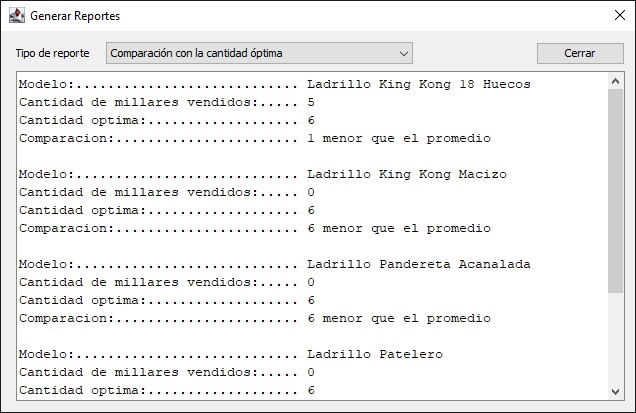 Generar Reportes
Tipo de reporte Comparación con la cantidad óptima Cerrar
Modelo:............................ Ladrillo King Kong 18 Huecos
Cantidad de millares vendidos:..... 5
Cantidad optima:................... 6
Comparacion:....................... 1 menor que el promedio
Modelo:............................ Ladrillo King Kong Macizo
Cantidad de millares vendidos:..... 0
Cantidad optima:................... 6
Comparacion:....................... 6 menor que el promedio
Modelo:............................ Ladrillo Pandereta Acanalada
Cantidad de millares vendidos:..... 0
Cantidad optima:................... 6
Comparacion:....................... 6 menor que el promedio
Modelo:............................ Ladrillo Patelero
Cantidad de millares vendidos:..... 0
Cantidad optima:................... 6